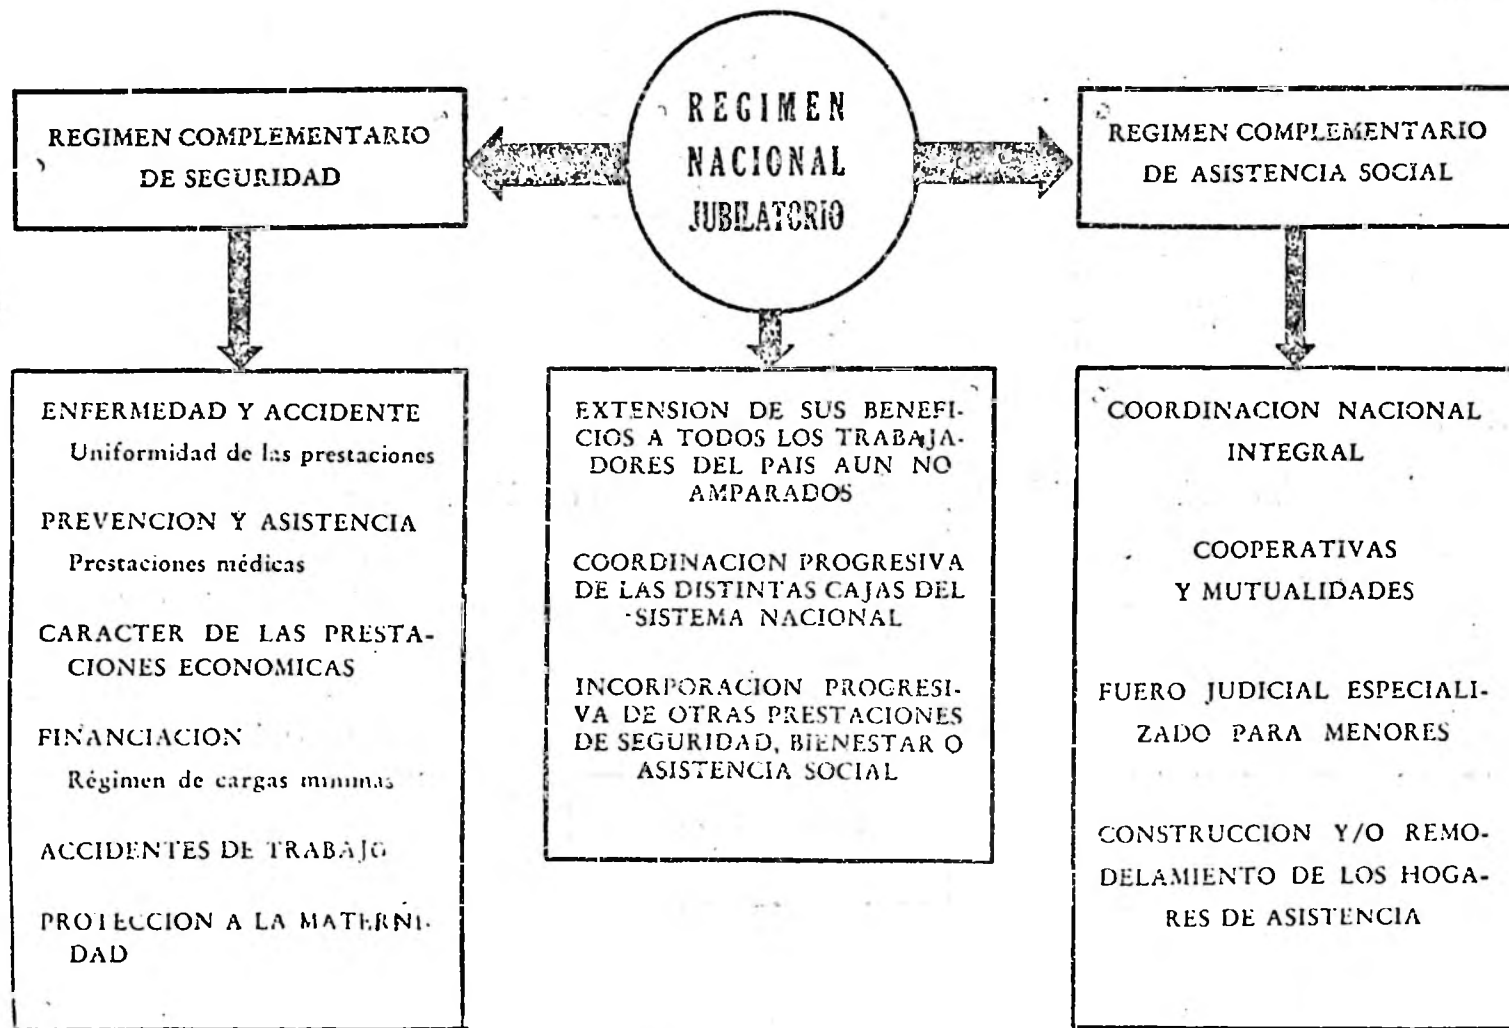 REGIMEN
NACIONAL
JUBILATORIO
REGIMEN COMPLEMENTARIO
DE SEGURIDAD
REGIMEN COMPLEMENTARIO
DE ASISTENCIA SOCIAL
ENFERMEDAD Y ACCIDENTE
Uniformidad de las prestaciones
PREVENCION Y ASISTENCIA
Prestaciones médicas
CARACTER DE LAS PRESTA-
CIONES ECONOMICAS
FINANCIACION
Régimen de cargas mínimas
ACCIDENTES DE TRABAJO
PROTECCION A LA MATERNI-
DAD
EXTENSION DE SUS BENEFI-
CIOS A TODOS LOS TRABAJA-
DORES DEL PAIS AUN NO
AMPARADOS
COORDINACION PROGRESIVA
DE LAS DISTINTAS CAJAS DEL
SISTEMA NACIONAL
INCORPORACION PROGRESI-
VA DE OTRAS PRESTACIONES
DE SEGURIDAD, BIENESTAR O
ASISTENCIA SOCIAL
COORDINACION NACIONAL
INTEGRAL
COOPERATIVAS
Y MUTUALIDADES
FUERO JUDICIAL ESPECIALI-
ZADO PARA MENORES
CONSTRUCCION Y/O REMO-
DELAMIENTO DE LOS HOGA-
RES DE ASISTENCIA